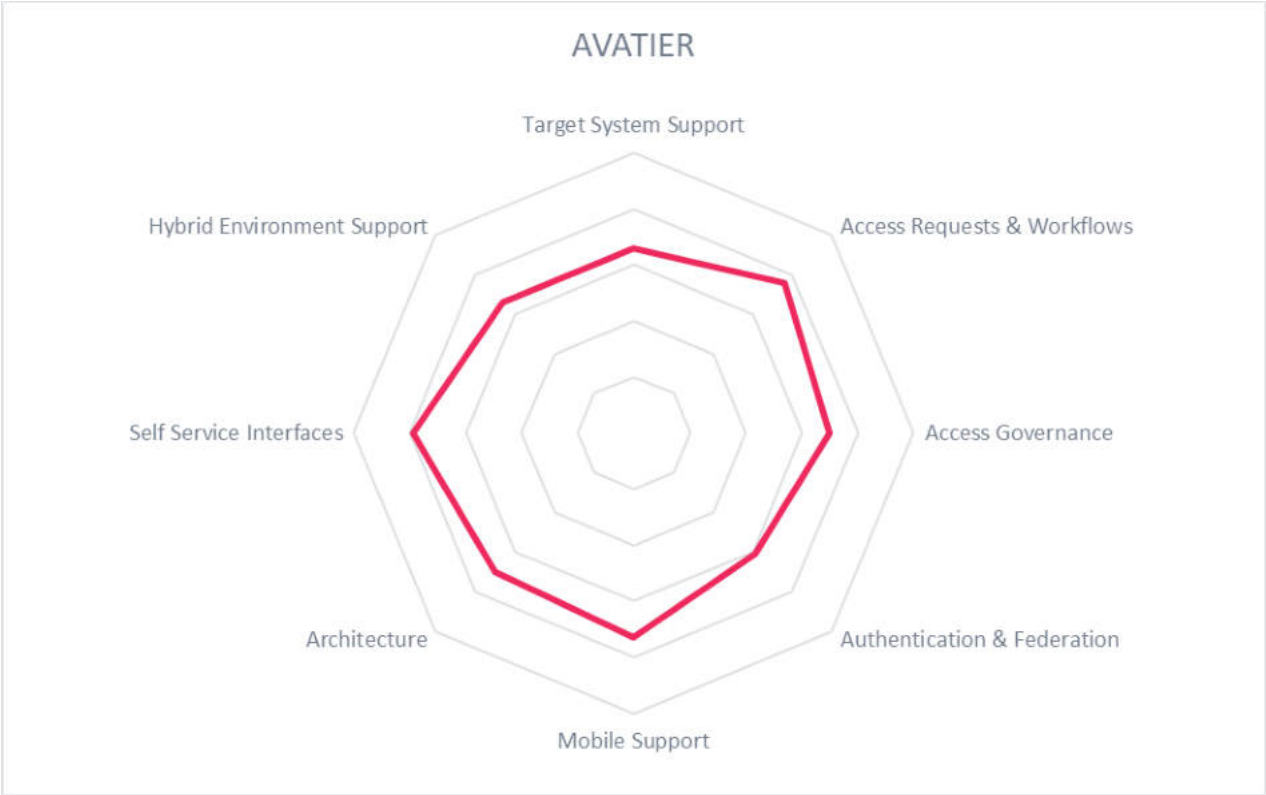 AVATIER
Target System Support
Hybrid Environment Support
Access Requests & Workflows
Self Service Interfaces
Access Governance
Architecture
Authentication & Federation
Mobile Support